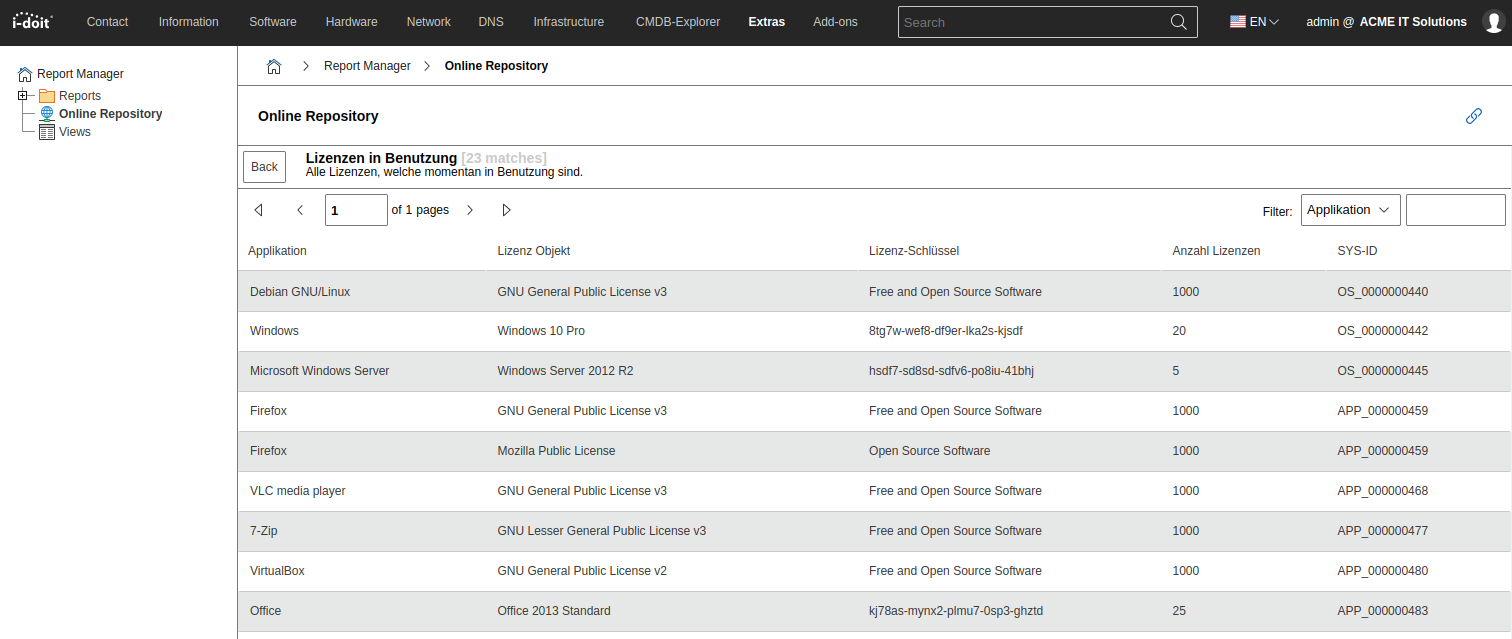 i-doit Contact Information Software Hardware Network DNS Infrastructure CMDB-Explorer Extras Add-ons Search EN admin @ ACME IT Solutions
Report Manager
Reports
Online Repository
Views
Report Manager Online Repository
Online Repository
Back
Lizenzen in Benutzung [23 matches]
Alle Lizenzen, welche momentan in Benutzung sind.
1 of 1 pages Filter: Applikation
Applikation Lizenz Objekt Lizenz-Schlüssel Anzahl Lizenzen SYS-ID
Debian GNU/Linux GNU General Public License v3 Free and Open Source Software 1000 OS_0000000440
Windows Windows 10 Pro 8tg7w-wef8-df9er-lka2s-kjsdf 20 OS_0000000442
Microsoft Windows Server Windows Server 2012 R2 hsdf7-sd8sd-sdfv6-po8iu-41bhj 5 OS_0000000445
Firefox GNU General Public License v3 Free and Open Source Software 1000 APP_000000459
Firefox Mozilla Public License Open Source Software 1000 APP_000000459
VLC media player GNU General Public License v3 Free and Open Source Software 1000 APP_000000468
7-Zip GNU Lesser General Public License v3 Free and Open Source Software 1000 APP_000000477
VirtualBox GNU General Public License v2 Free and Open Source Software 1000 APP_000000480
Office Office 2013 Standard kj78as-mynx2-plmu7-0sp3-ghztd 25 APP_000000483